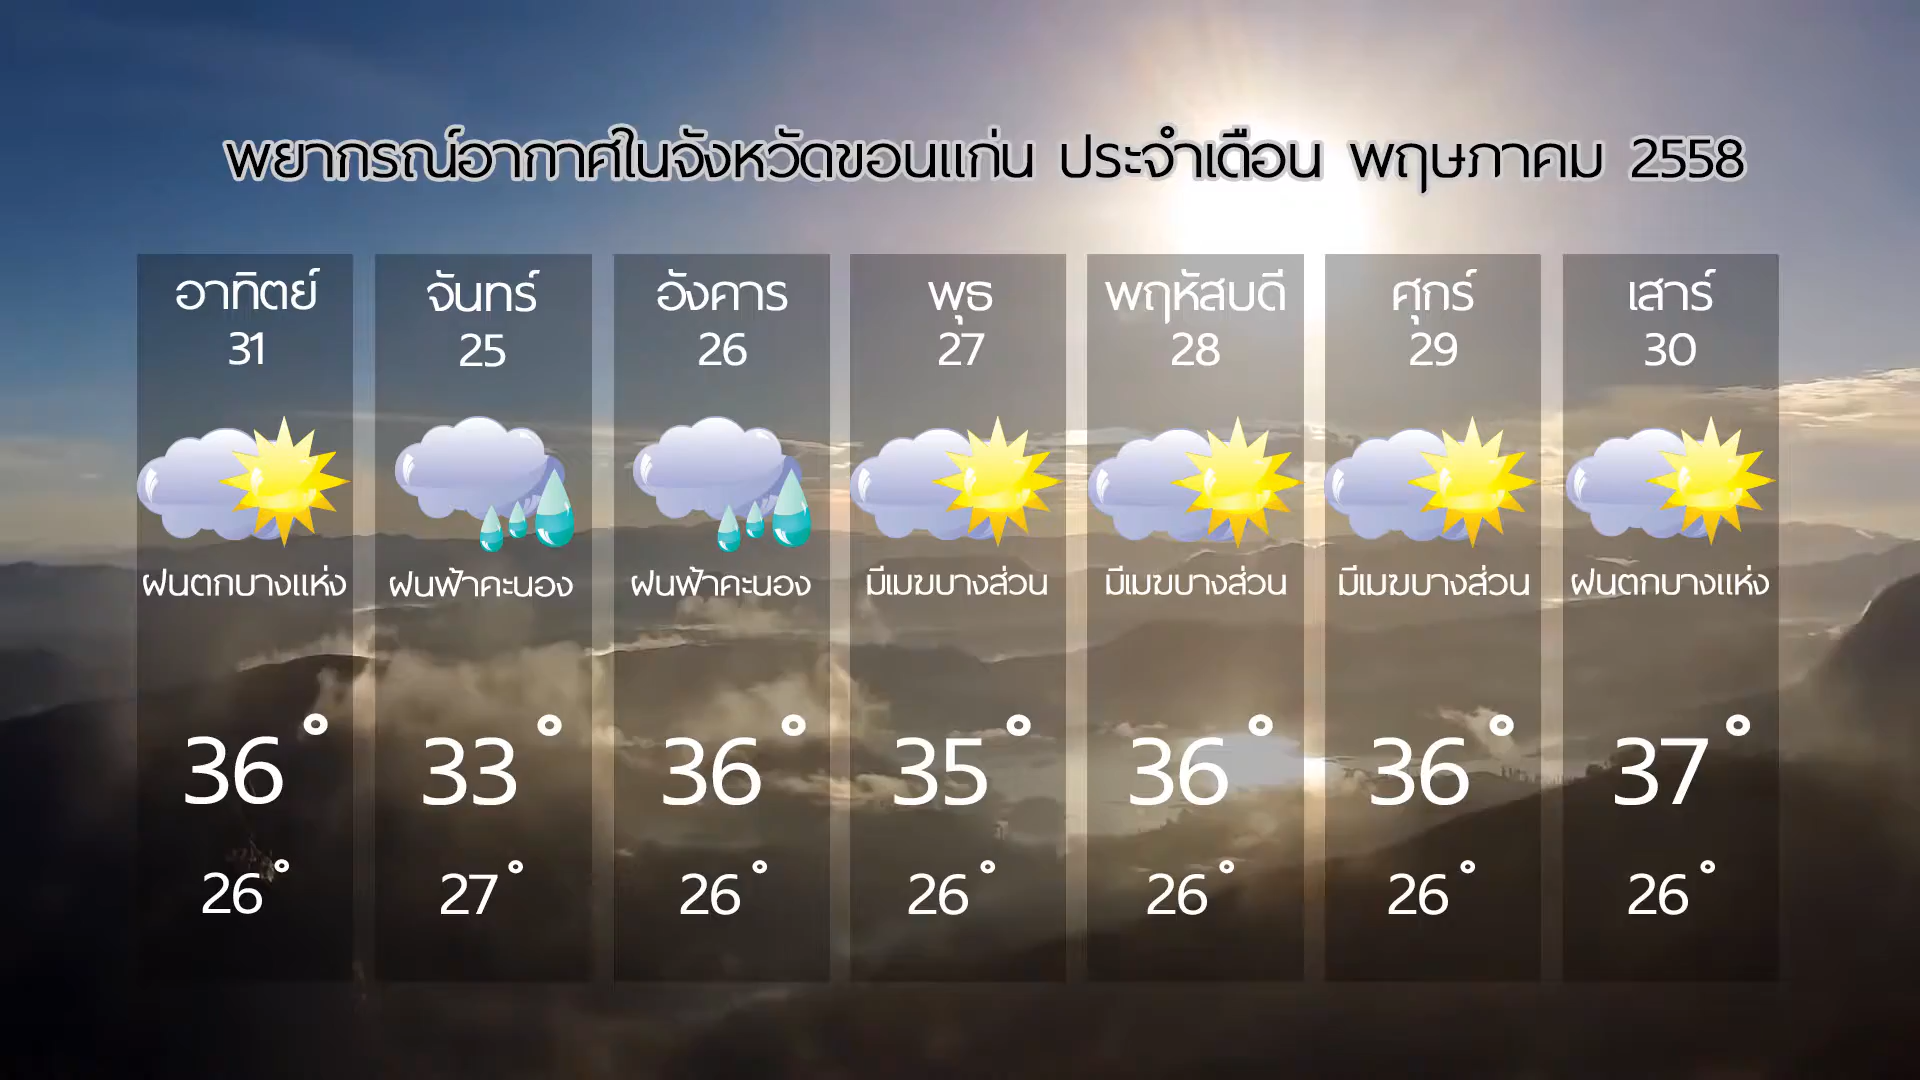 พยากรณ์อากาศในจังหวัดขอนแก่น ประจำเดือน พฤษภาคม 2558
อาทิตย์
31
ฝนตกบางแห่ง
36°
26°
จันทร์
25
ฝนฟ้าคะนอง
33°
27°
อังคาร
26
ฝนฟ้าคะนอง
36°
26°
พุธ
27
มีเมฆบางส่วน
35°
26°
พฤหัสบดี
28
มีเมฆบางส่วน
36°
26°
ศุกร์
29
มีเมฆบางส่วน
36°
26°
เสาร์
30
ฝนตกบางแห่ง
37°
26°